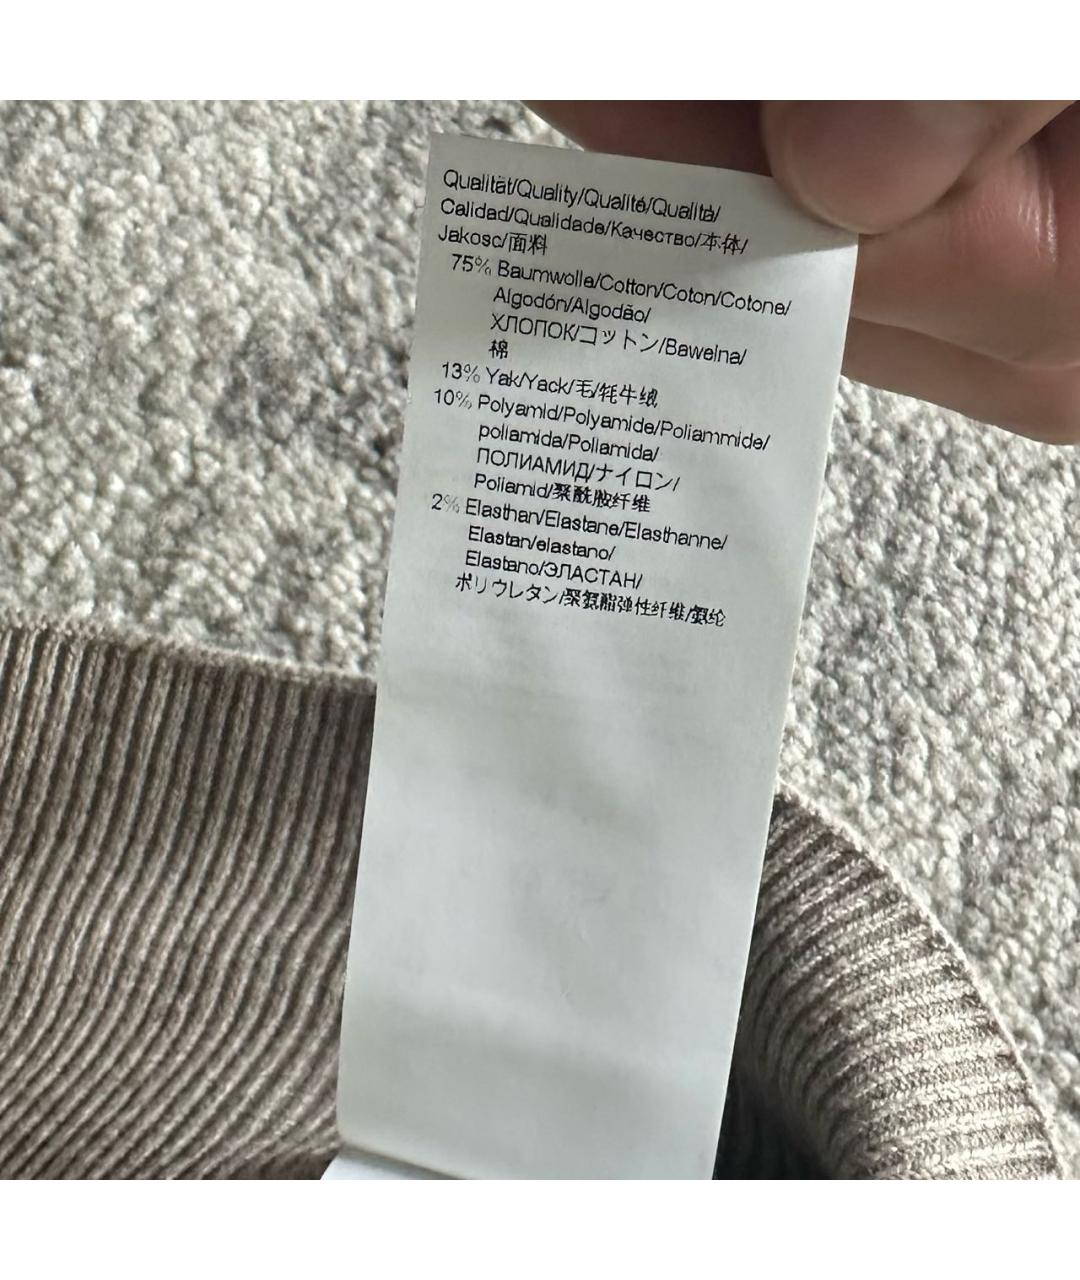 Qualität/Quality/Qualité/Qualità/
Calidad/Qualidade/Качество/本体/
Jakosc/面料
75% Baumwolle/Cotton/Coton/Cotone/
Algodón/Algodão/
ХЛОПОК/コットン/Bawelna/
棉
13% Yak/Yack/毛/牦牛绒
10% Polyamid/Polyamide/Poliammide/
poliamida/Poliamida/
ПОЛИАМИД/ナイロン/
Poliamid/聚酰胺纤维
2% Elasthan/Elastane/Elasthanne/
Elastan/elastano/
Elastano/ЭЛАСТАН/
ポリウレタン/聚氨酯弹性纤维/氨纶